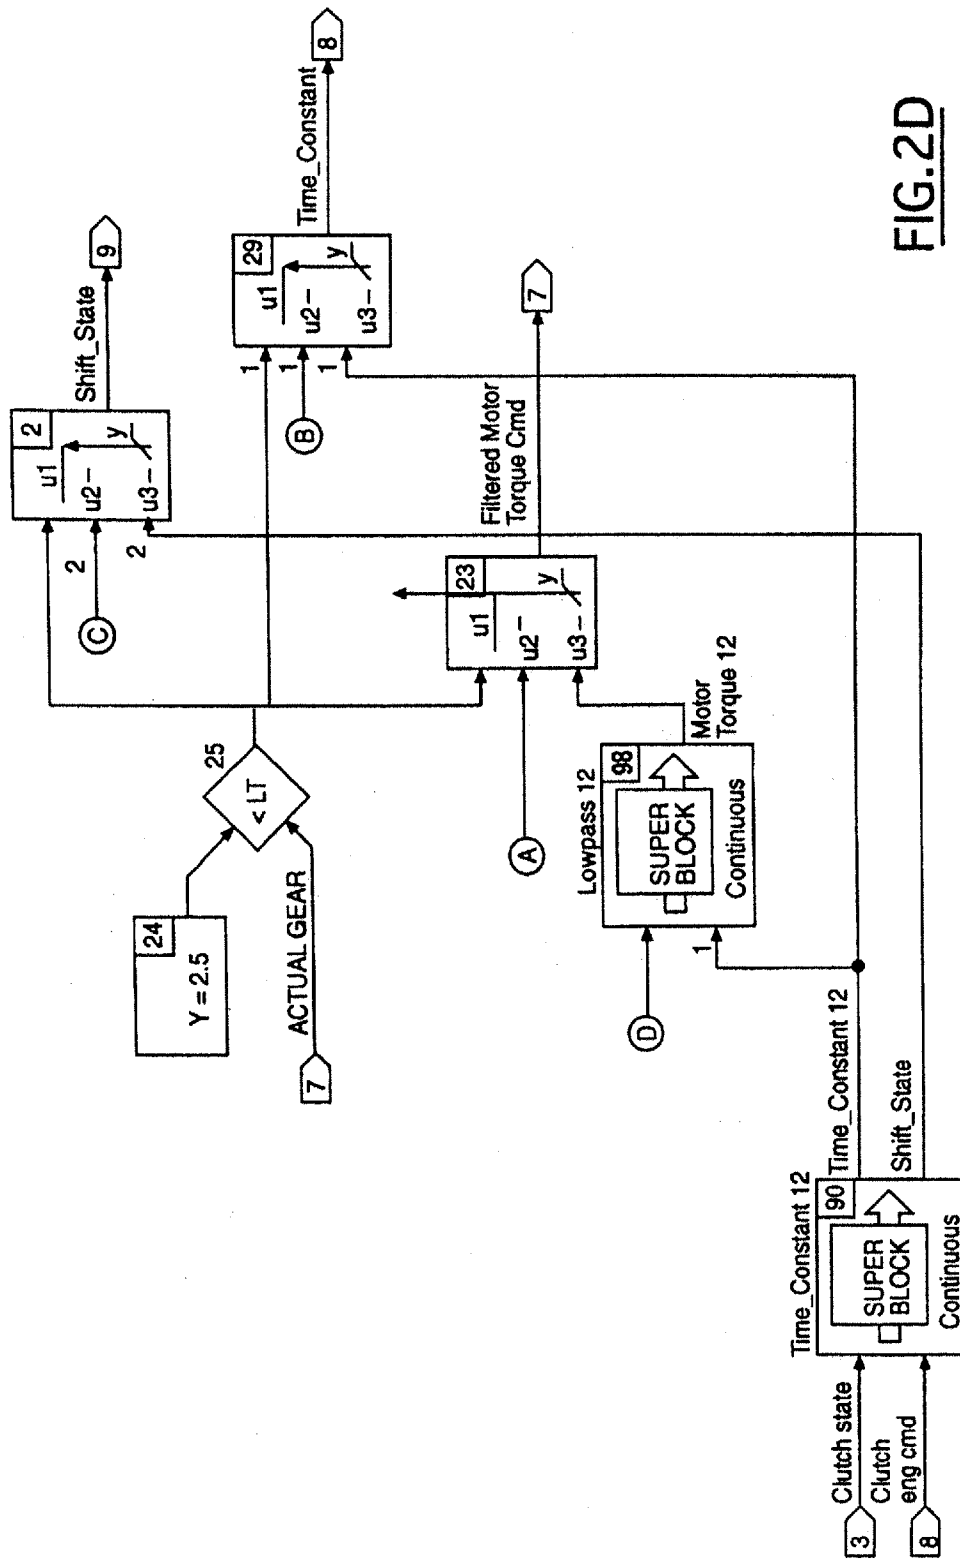 2
u1
u2
u3
y
Shift_State
9
C
2
2
29
u1
u2
u3
y
Time_Constant
8
1
1
1
B
24
Y = 2.5
25
< LT
7
ACTUAL GEAR
23
u1
u2
u3
y
Filtered Motor
Torque Cmd
7
A
Lowpass 12
98
SUPER
BLOCK
Continuous
Motor
Torque 12
D
1
Time_Constant 12
90
SUPER
BLOCK
Continuous
Time_Constant 12
Shift_State
3
Clutch state
8
Clutch
eng cmd
FIG.2D